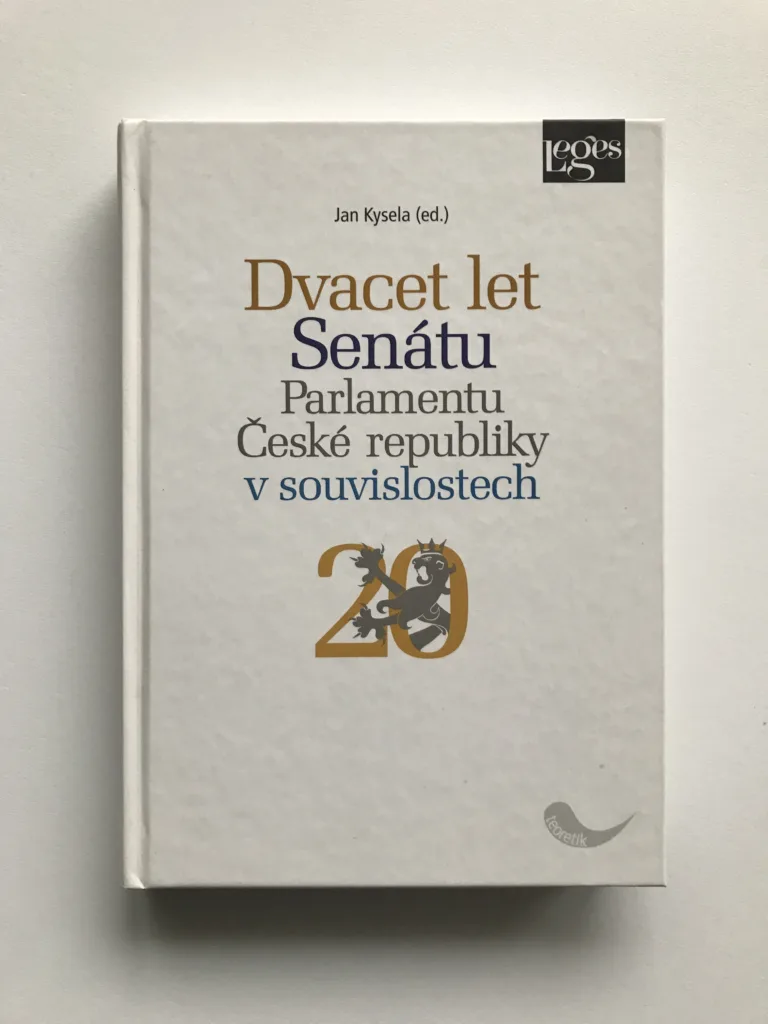 Leges
Jan Kysela (ed.)
Dvacet let
Senátu
Parlamentu
České republiky
v souvislostech
20
teoretik